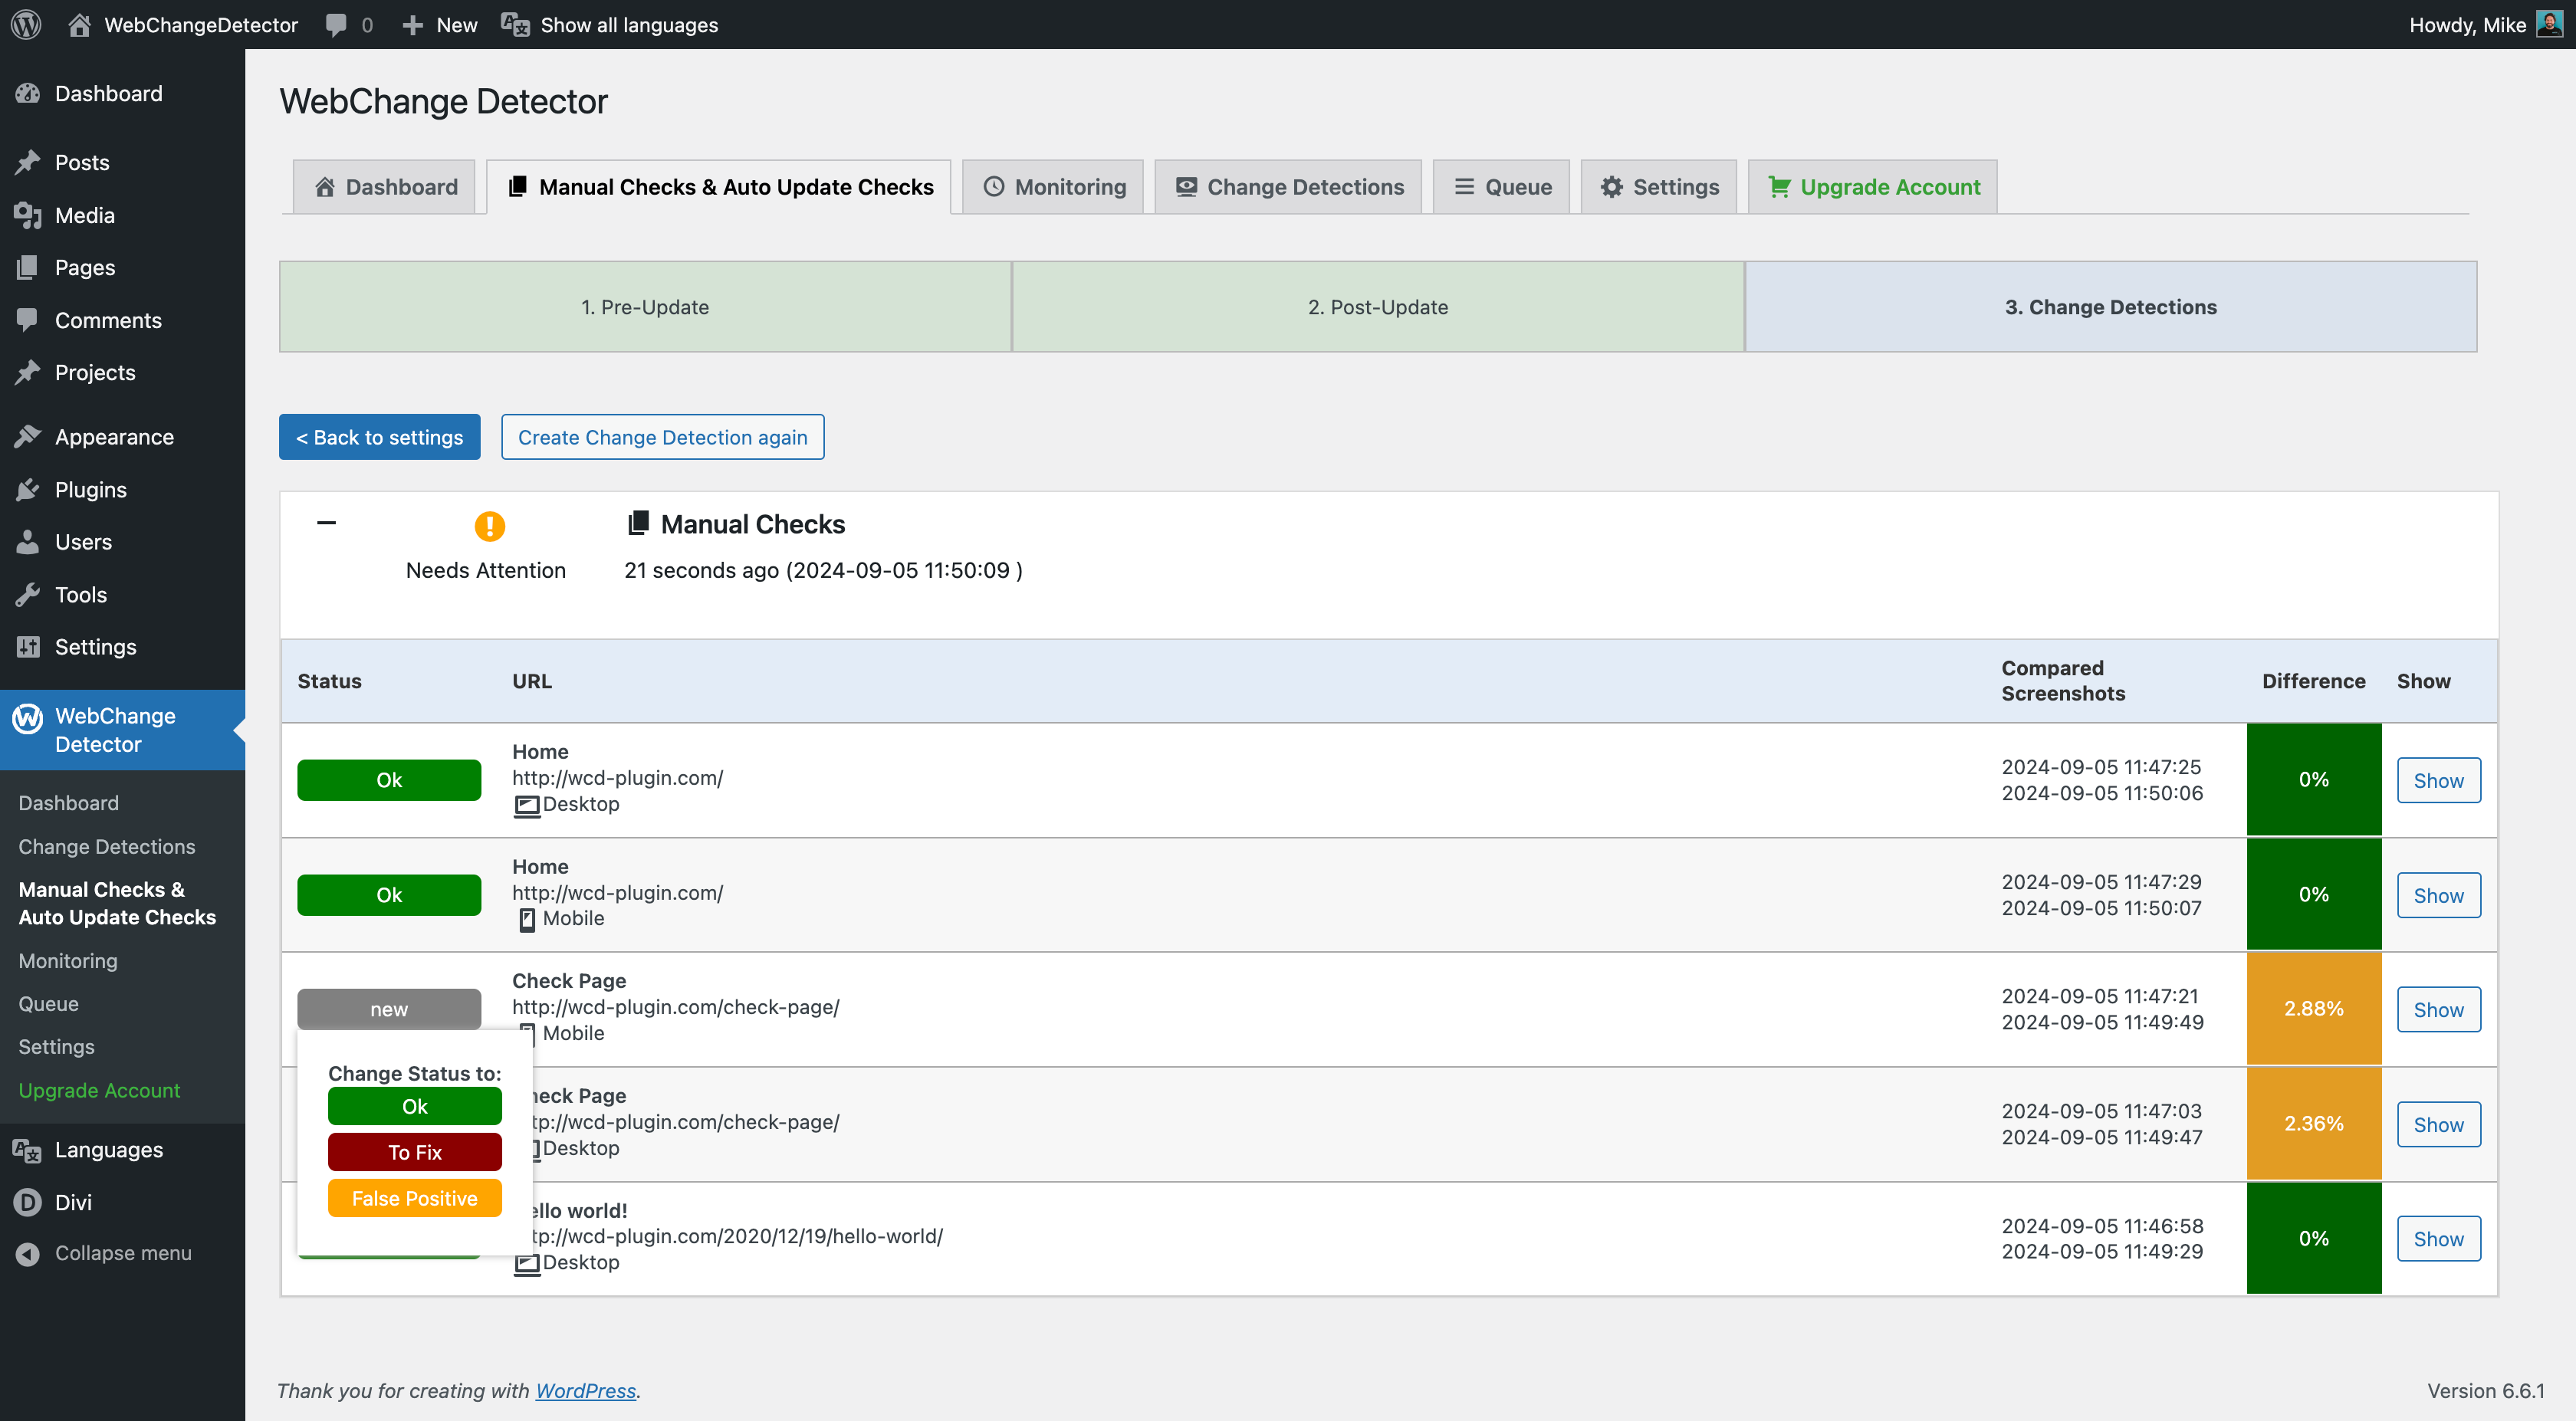 WebChangeDetector 0 New Show all languages Howdy, Mike
Dashboard
Posts
Media
Pages
Comments
Projects
Appearance
Plugins
Users
Tools
Settings
WebChange
Detector
Dashboard
Change Detections
Manual Checks &
Auto Update Checks
Monitoring
Queue
Settings
Upgrade Account
Languages
Divi
Collapse menu
WebChange Detector
Dashboard Manual Checks & Auto Update Checks Monitoring Change Detections Queue Settings Upgrade Account
1. Pre-Update 2. Post-Update 3. Change Detections
< Back to settings Create Change Detection again
Manual Checks
Needs Attention 21 seconds ago (2024-09-05 11:50:09 )
Status URL Compared Screenshots Difference Show
Home
http://wcd-plugin.com/
Desktop
Ok
2024-09-05 11:47:25
2024-09-05 11:50:06
0% Show
Home
http://wcd-plugin.com/
Mobile
Ok
2024-09-05 11:47:29
2024-09-05 11:50:07
0% Show
Check Page
http://wcd-plugin.com/check-page/
Mobile
new
2024-09-05 11:47:21
2024-09-05 11:49:49
2.88% Show
Change Status to:
Ok
To Fix
False Positive
heck Page
tp://wcd-plugin.com/check-page/
Desktop
2024-09-05 11:47:03
2024-09-05 11:49:47
2.36% Show
ello world!
tp://wcd-plugin.com/2020/12/19/hello-world/
Desktop
2024-09-05 11:46:58
2024-09-05 11:49:29
0% Show
Thank you for creating with WordPress. Version 6.6.1